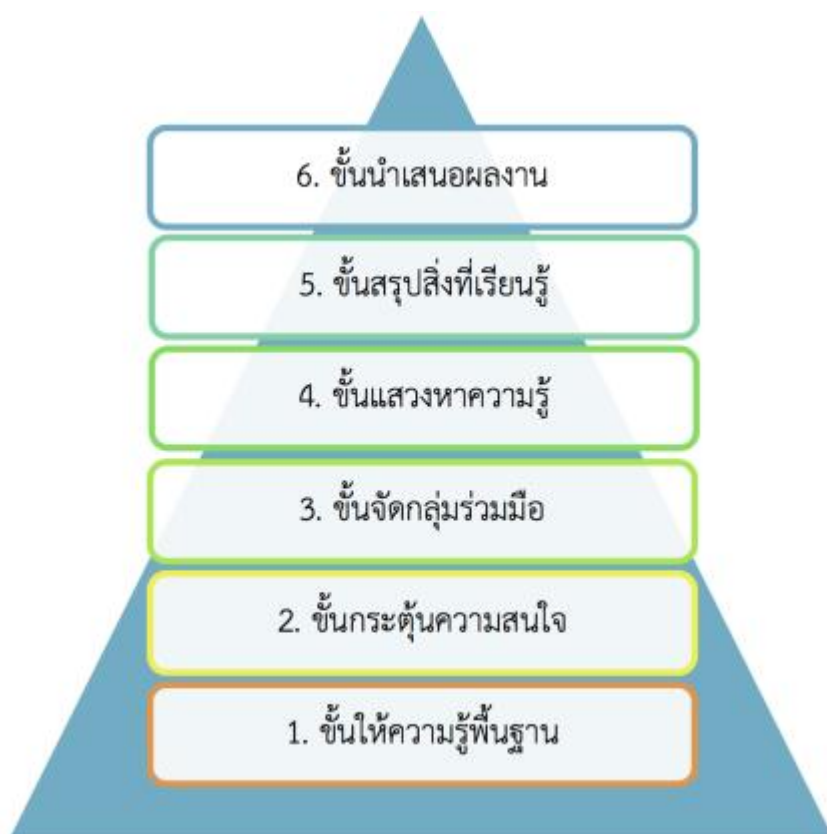 6. ขั้นนำเสนอผลงาน
5. ขั้นสรุปสิ่งที่เรียนรู้
4. ขั้นแสวงหาความรู้
3. ขั้นจัดกลุ่มร่วมมือ
2. ขั้นกระตุ้นความสนใจ
1. ขั้นให้ความรู้พื้นฐาน